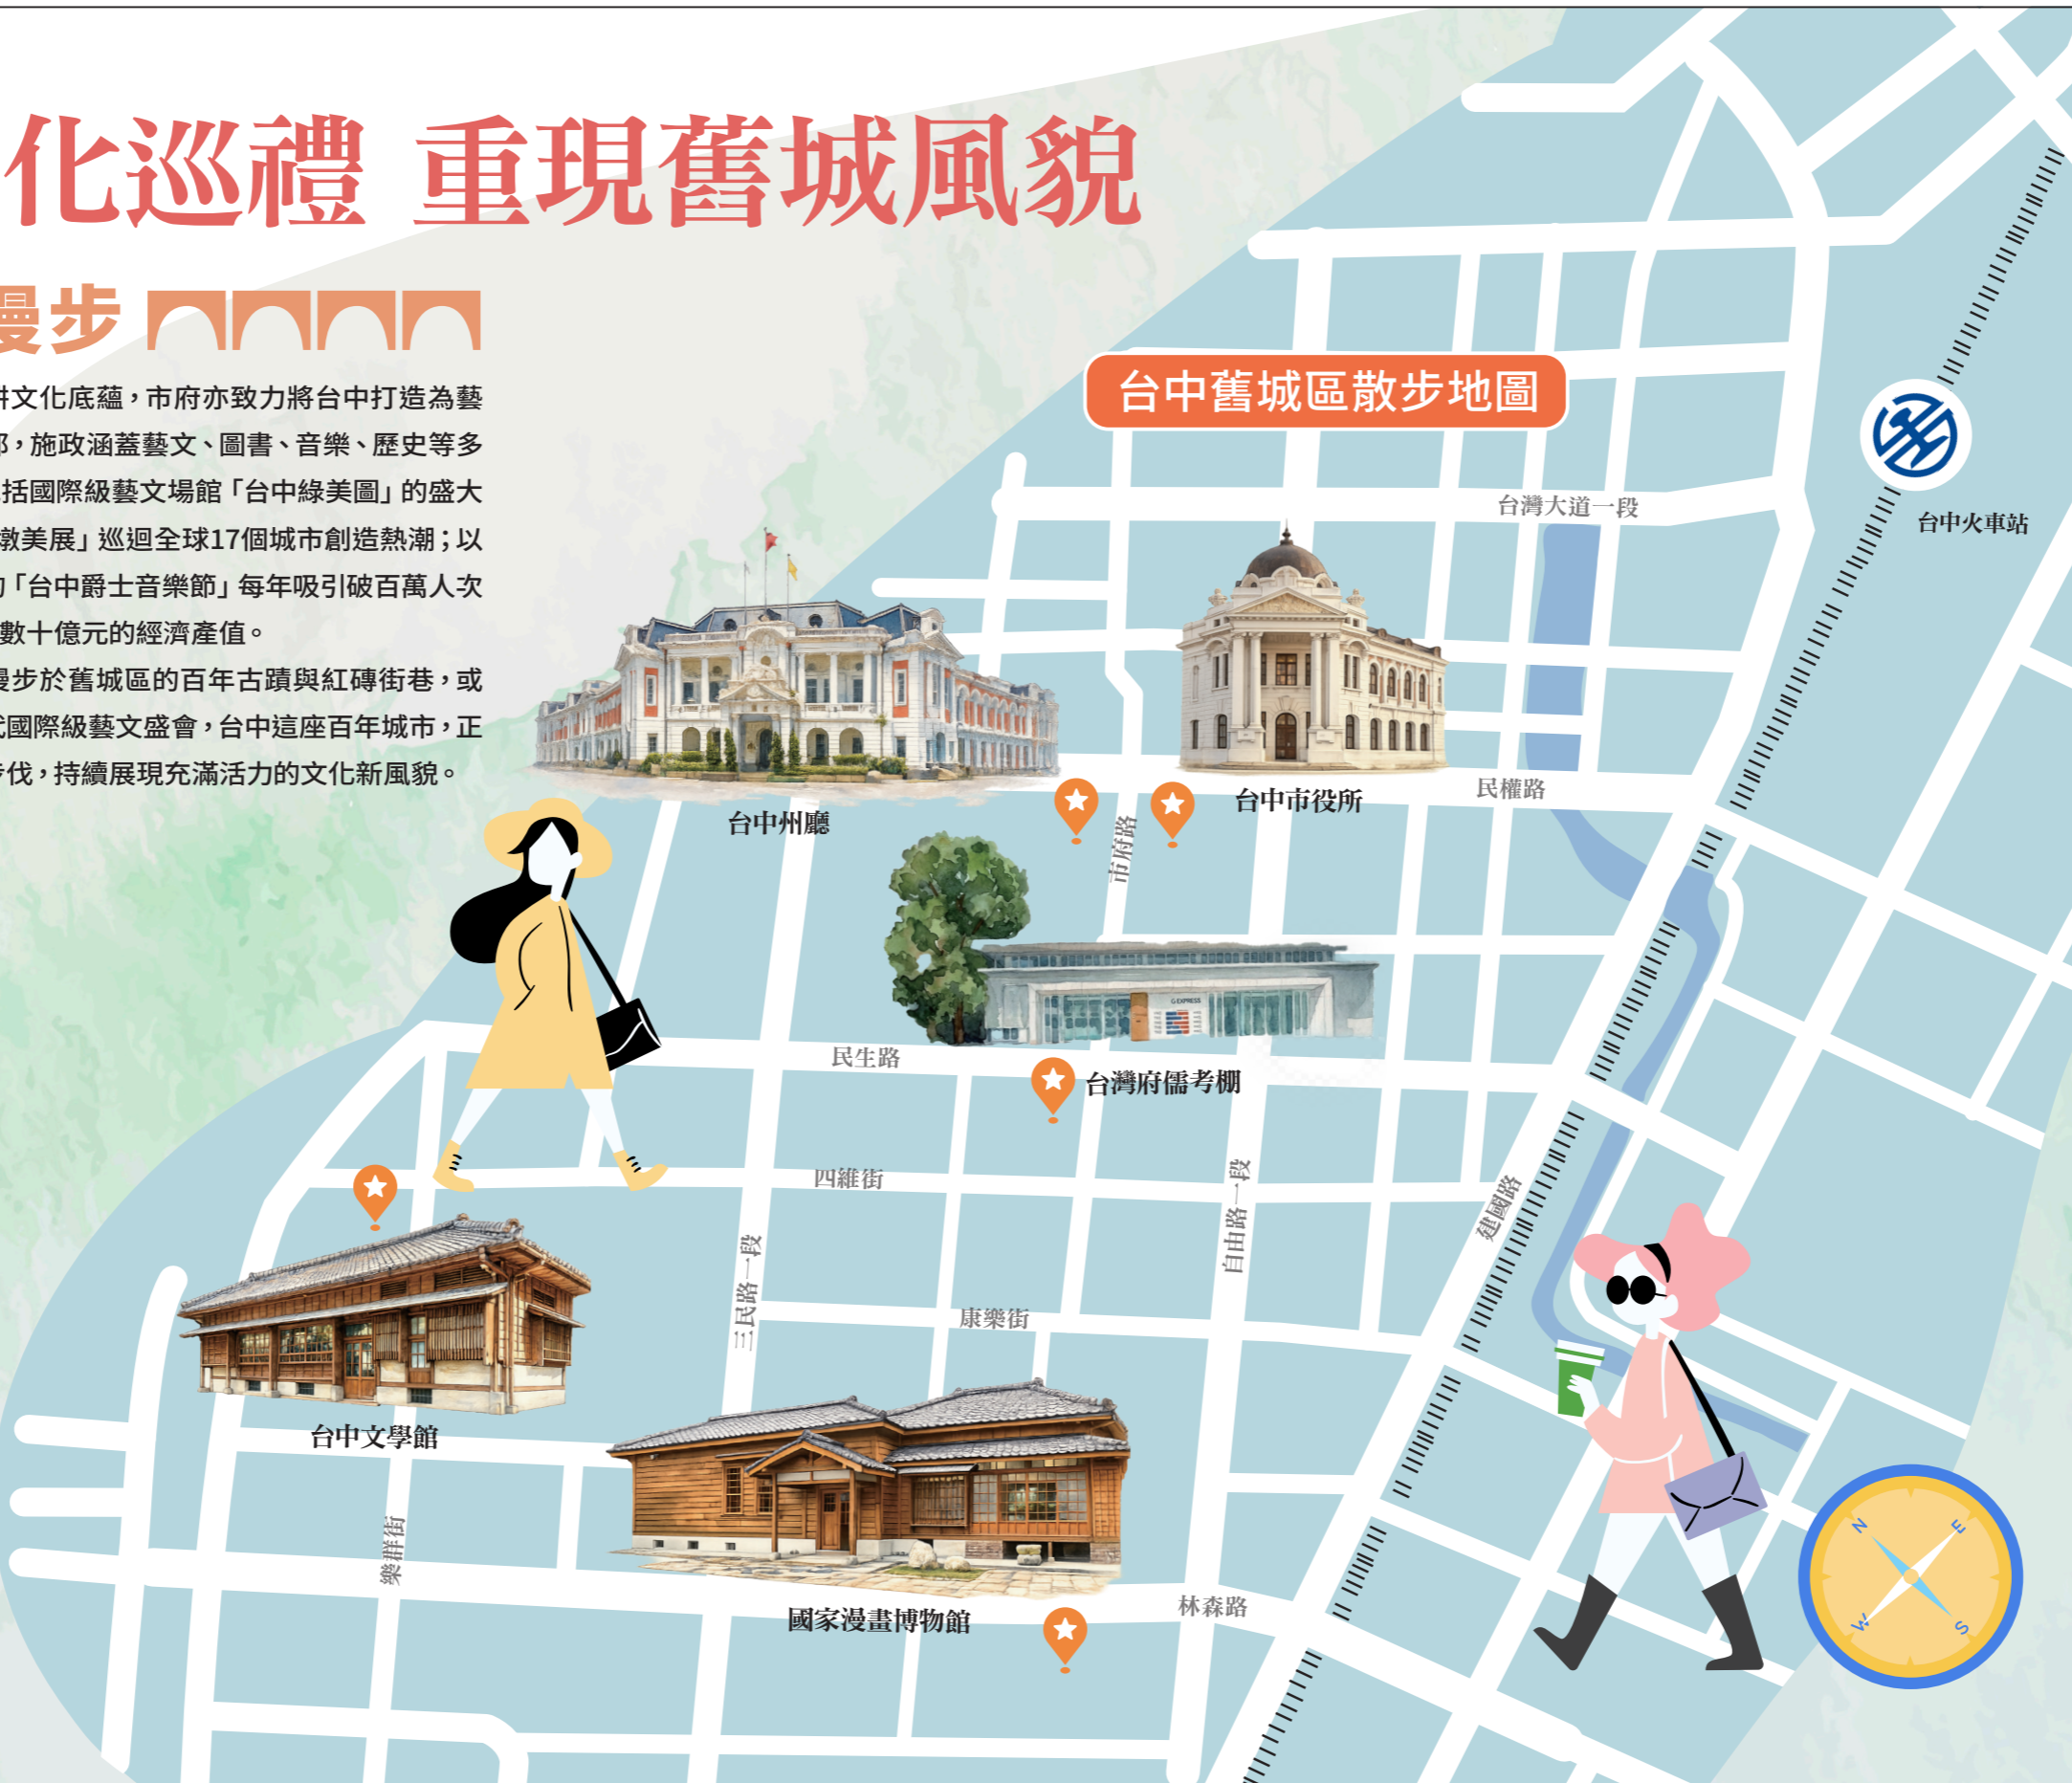 化巡禮 重現舊城風貌
漫步
耕文化底蘊，市府亦致力將台中打造為藝
郡，施政涵蓋藝文、圖書、音樂、歷史等多
括國際級藝文場館「台中綠美圖」的盛大
墩美展」巡迴全球17個城市創造熱潮；以
「台中爵士音樂節」每年吸引破百萬人次
數十億元的經濟產值。
漫步於舊城區的百年古蹟與紅磚街巷，或
國際級藝文盛會，台中這座百年城市，正
伐，持續展現充滿活力的文化新風貌。
台中舊城區散步地圖
台灣大道一段
台中火車站
民權路
台中市役所
台中州廳
市府路
G EXPRESS
民生路
台灣府儒考棚
四維街
自由路一段
建國路
三民路一段
康樂街
台中文學館
樂群街
國家漫畫博物館
林森路
N
E
W
S